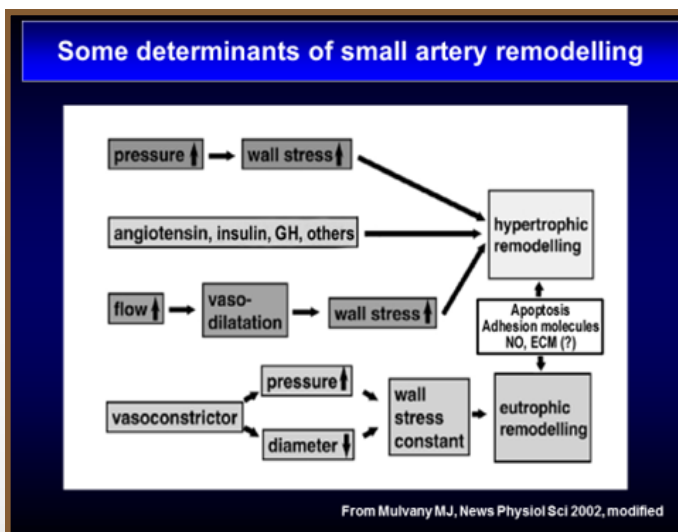 Some determinants of small artery remodelling
pressure ↑
wall stress ↑
angiotensin, insulin, GH, others
hypertrophic
remodelling
flow ↑
vaso-
dilatation
wall stress ↑
Apoptosis
Adhesion molecules
NO, ECM (?)
vasoconstrictor
pressure ↑
diameter ↓
wall
stress
constant
eutrophic
remodelling
From Mulvany MJ, News Physiol Sci 2002, modified